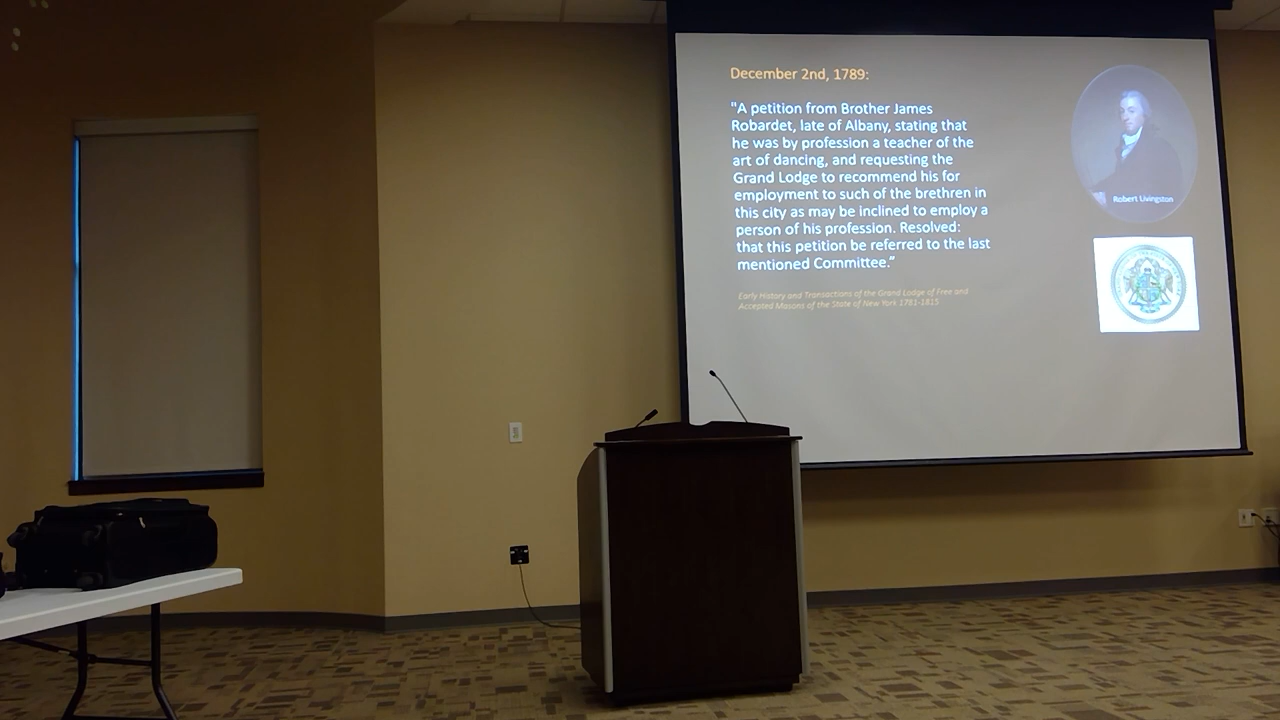 December 2nd, 1789:
"A petition from Brother James
Robardet, late of Albany, stating that
he was by profession a teacher of the
art of dancing, and requesting the
Grand Lodge to recommend his for
employment to such of the brethren in
this city as may be inclined to employ a
person of his profession. Resolved:
that this petition be referred to the last
mentioned Committee.”
Early History and Transactions of the Grand Lodge of Free and
Accepted Masons of the State of New York 1781-1815
Robert Livingston